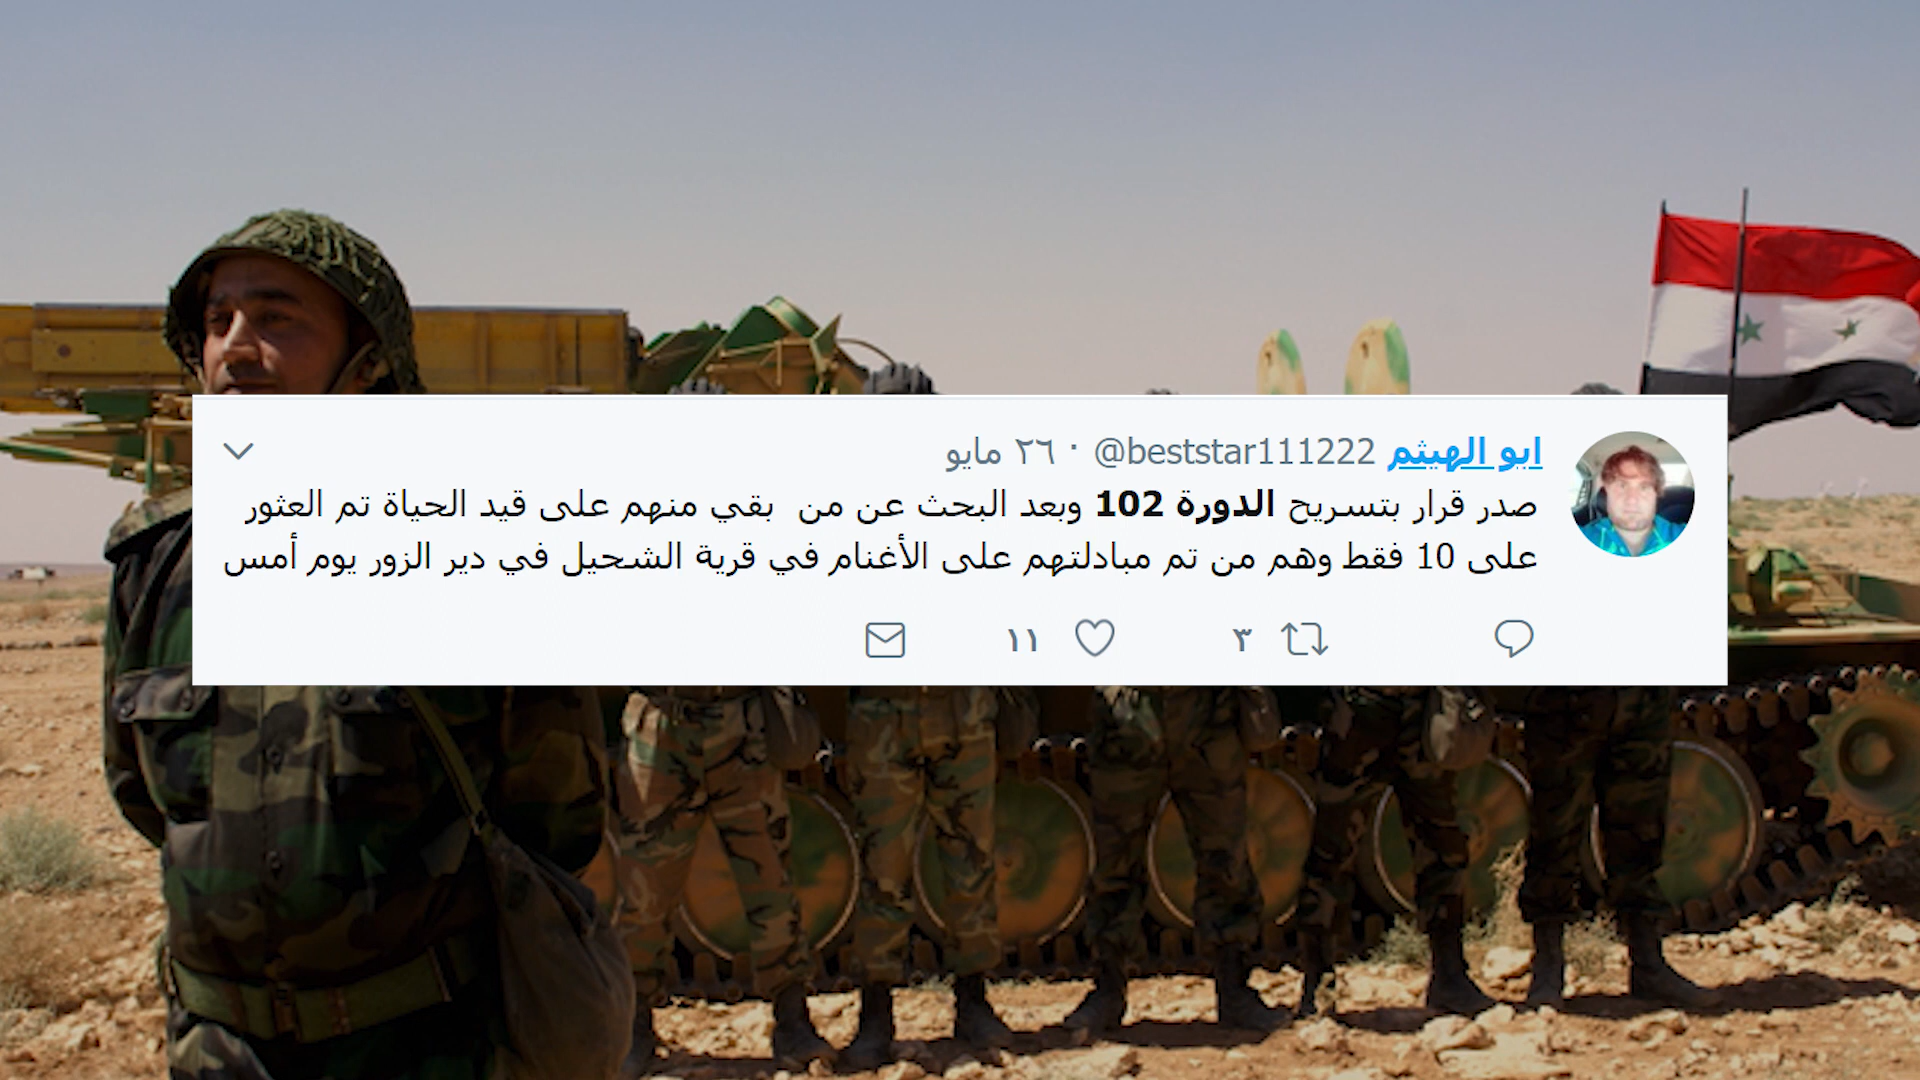 ابو الهيثم @beststar111222 · ٢٦ مايو
صدر قرار بتسريح الدورة 102 وبعد البحث عن من بقي منهم على قيد الحياة تم العثور
على 10 فقط وهم من تم مبادلتهم على الأغنام في قرية الشحيل في دير الزور يوم أمس
٣ ١١